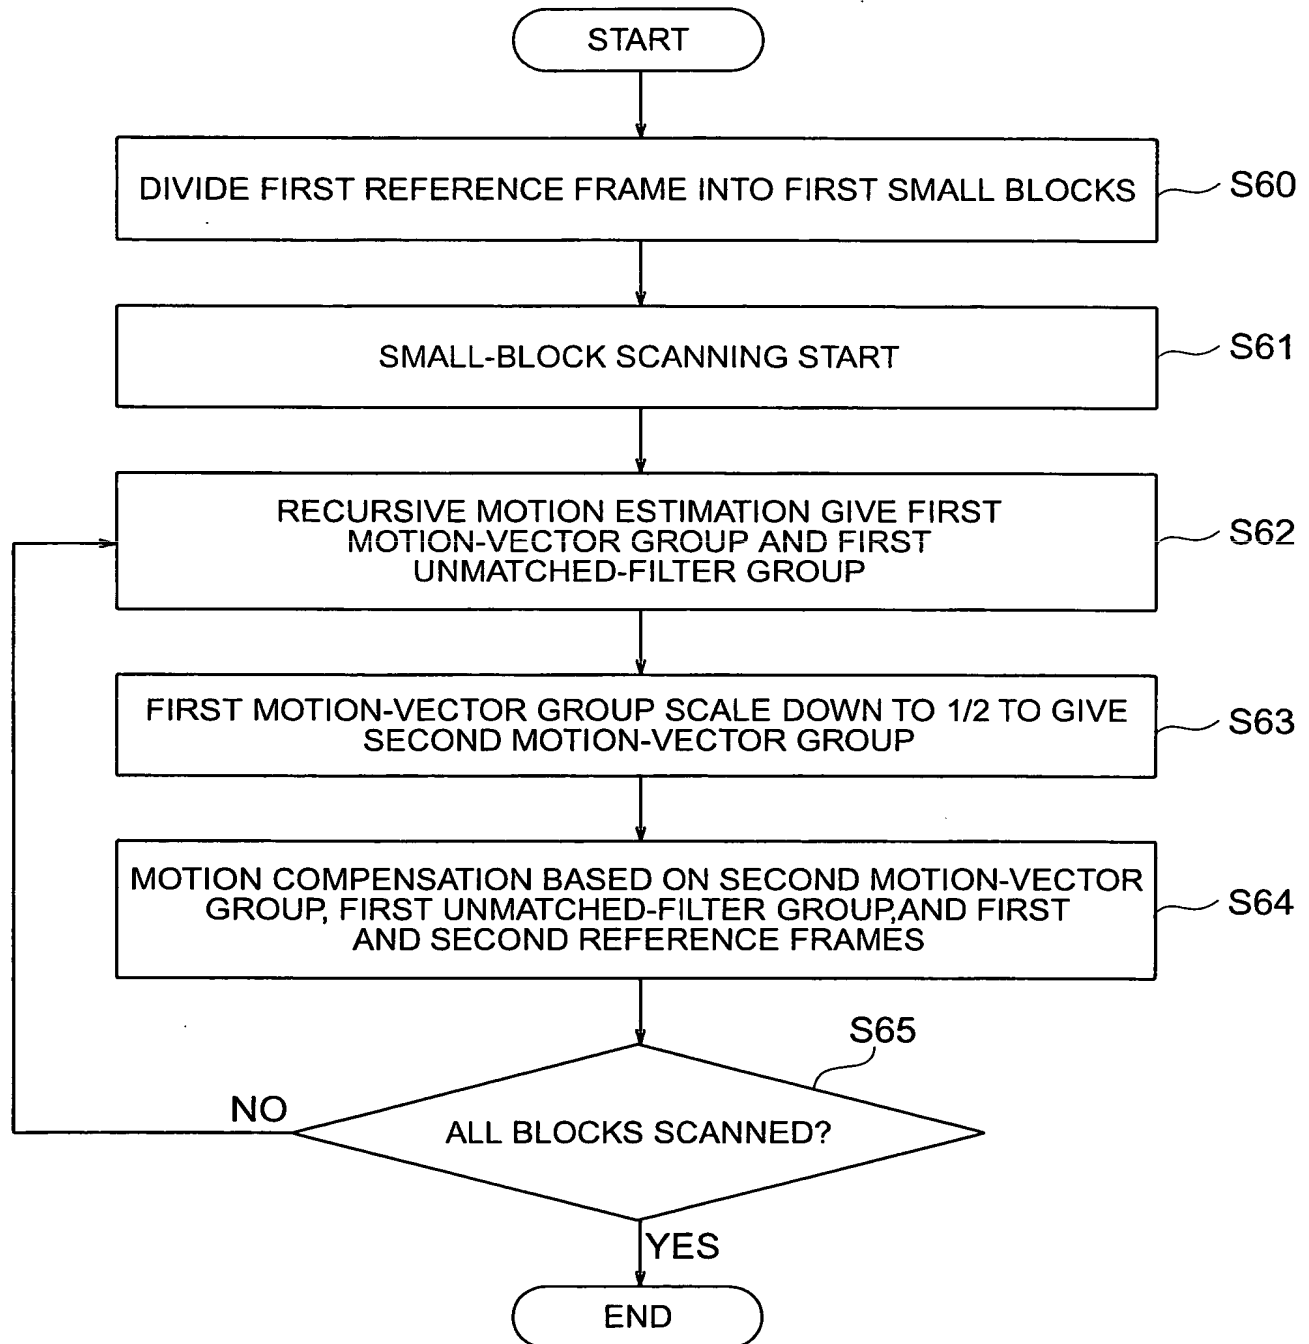 START
DIVIDE FIRST REFERENCE FRAME INTO FIRST SMALL BLOCKS
S60
SMALL-BLOCK SCANNING START
S61
RECURSIVE MOTION ESTIMATION GIVE FIRST
MOTION-VECTOR GROUP AND FIRST
UNMATCHED-FILTER GROUP
S62
FIRST MOTION-VECTOR GROUP SCALE DOWN TO 1/2 TO GIVE
SECOND MOTION-VECTOR GROUP
S63
MOTION COMPENSATION BASED ON SECOND MOTION-VECTOR
GROUP, FIRST UNMATCHED-FILTER GROUP,AND FIRST
AND SECOND REFERENCE FRAMES
S64
S65
ALL BLOCKS SCANNED?
NO
YES
END